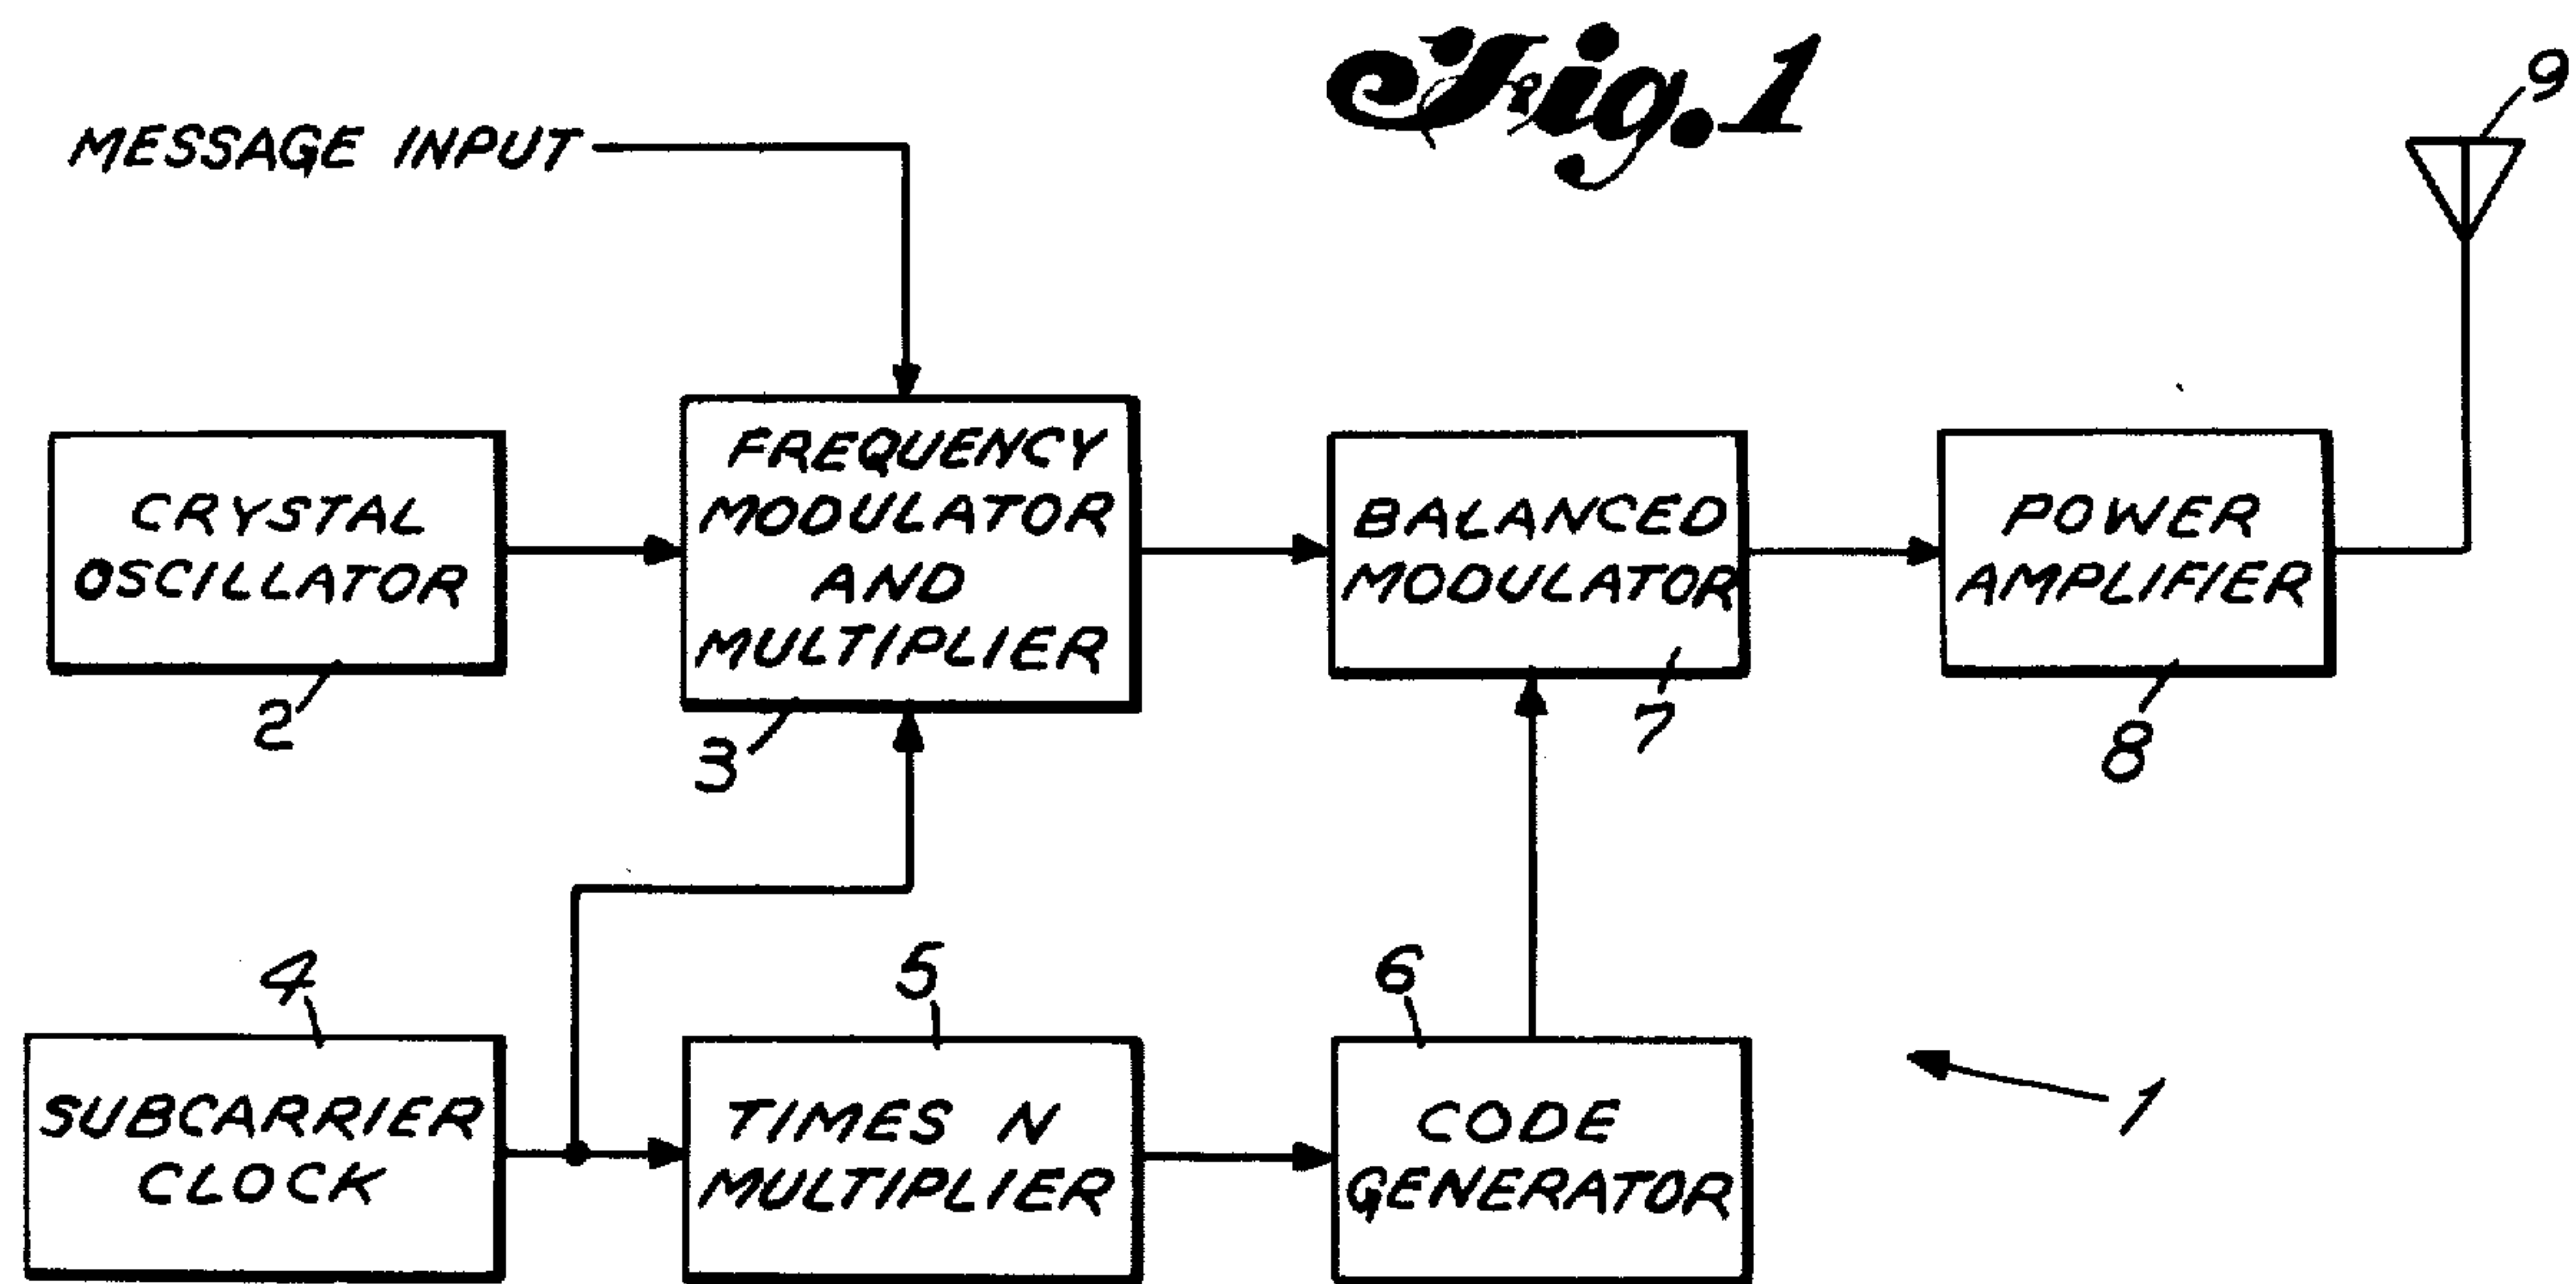 Fig. 1
9
MESSAGE INPUT
CRYSTAL
OSCILLATOR
2
FREQUENCY
MODULATOR
AND
MULTIPLIER
3
BALANCED
MODULATOR
7
POWER
AMPLIFIER
8
4
SUBCARRIER
CLOCK
5
TIMES N
MULTIPLIER
6
CODE
GENERATOR
1